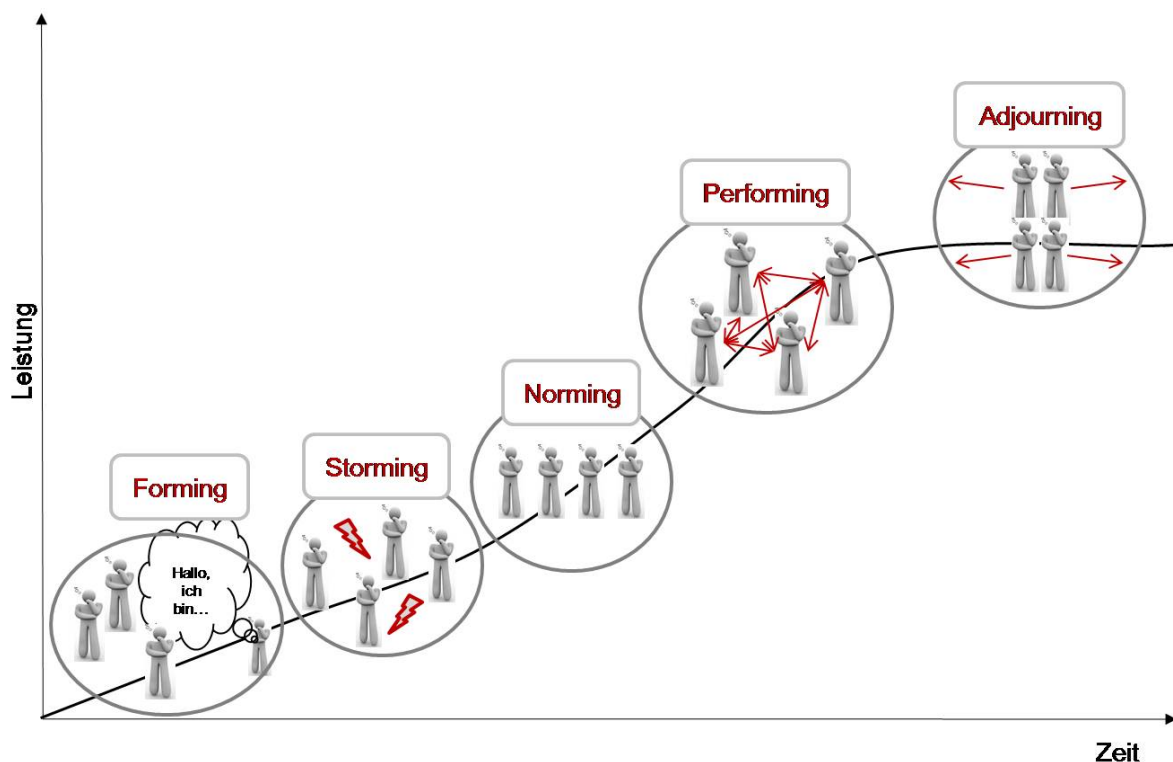 Adjourning
Performing
Norming
Storming
Forming
Hallo,
ich
bin...
Leistung
Zeit